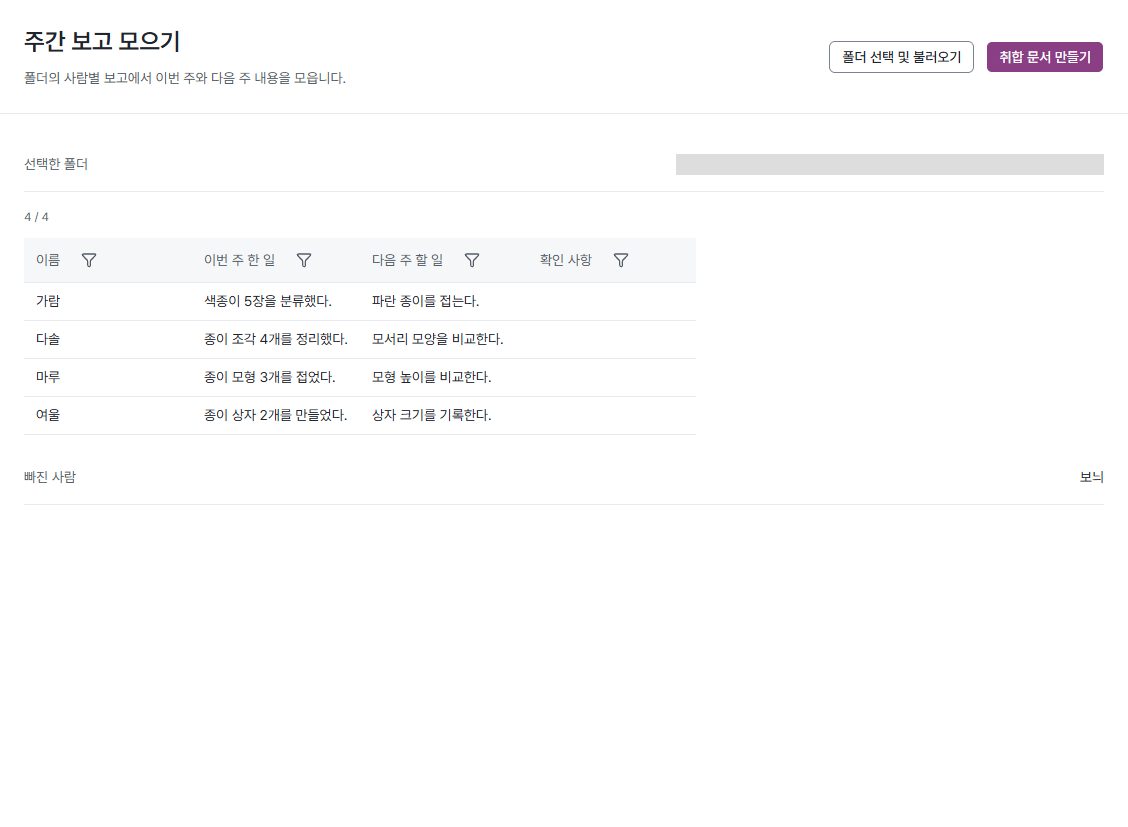 주간 보고 모으기
폴더의 사람별 보고에서 이번 주와 다음 주 내용을 모읍니다.
폴더 선택 및 불러오기
취합 문서 만들기
선택한 폴더
4 / 4
이름 이번 주 한 일 다음 주 할 일 확인 사항
가람 색종이 5장을 분류했다. 파란 종이를 접는다.
다솔 종이 조각 4개를 정리했다. 모서리 모양을 비교한다.
마루 종이 모형 3개를 접었다. 모형 높이를 비교한다.
여울 종이 상자 2개를 만들었다. 상자 크기를 기록한다.
빠진 사람 보늬